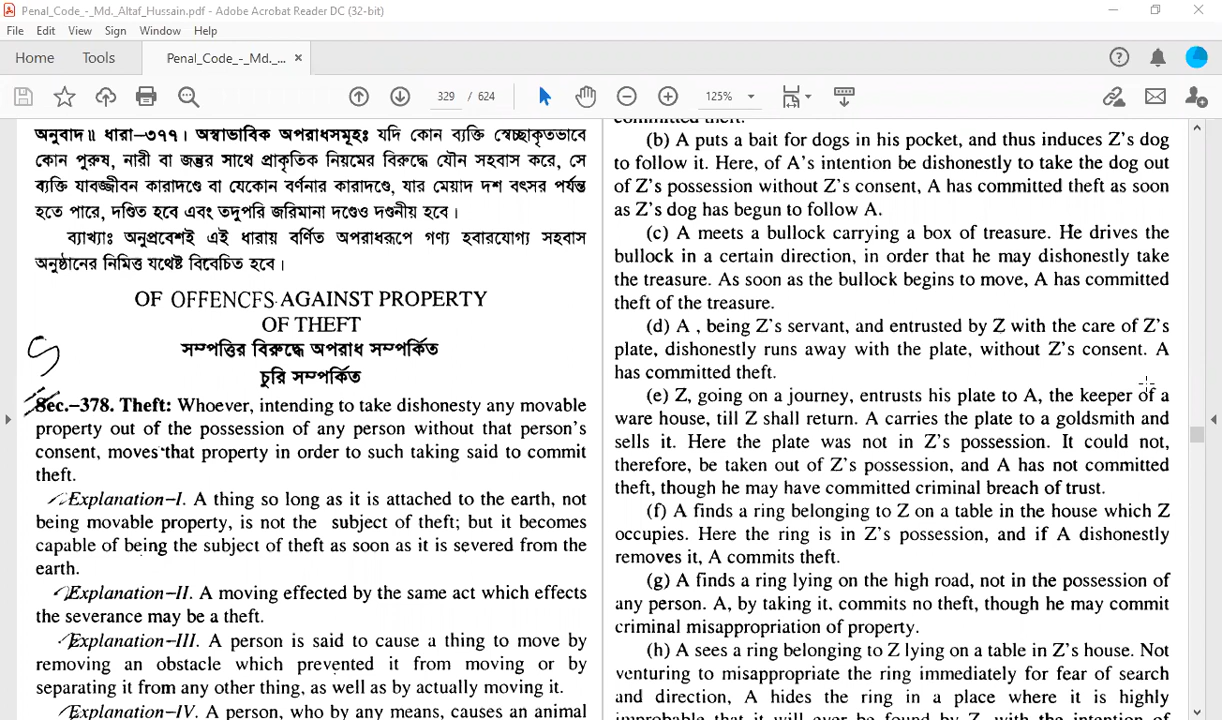 Penal_Code_-_Md._Altaf_Hussain.pdf - Adobe Acrobat Reader DC (32-bit)
File Edit View Sign Window Help
Home Tools Penal_Code_-_Md._... ×
329 / 624 125%
অনুবাদ॥ ধারা-৩৭৭। অস্বাভাবিক অপরাধসমূহঃ যদি কোন ব্যক্তি স্বেচ্ছাকৃতভাবে
কোন পুরুষ, নারী বা জন্তুর সাথে প্রাকৃতিক নিয়মের বিরুদ্ধে যৌন সহবাস করে, সে
ব্যক্তি যাবজ্জীবন কারাদণ্ডে বা যেকোন বর্ণনার কারাদণ্ডে, যার মেয়াদ দশ বৎসর পর্যন্ত
হতে পারে, দণ্ডিত হবে এবং তদুপরি জরিমানা দণ্ডেও দণ্ডনীয় হবে।
ব্যাখ্যাঃ অনুপ্রবেশই এই ধারায় বর্ণিত অপরাধরূপে গণ্য হবারযোগ্য সহবাস
অনুষ্ঠানের নিমিত্ত যথেষ্ট বিবেচিত হবে।
OF OFFENCFS AGAINST PROPERTY
OF THEFT
সম্পত্তির বিরুদ্ধে অপরাধ সম্পর্কিত
চুরি সম্পর্কিত
Sec.-378. Theft: Whoever, intending to take dishonesty any movable
property out of the possession of any person without that person's
consent, moves that property in order to such taking said to commit
theft.
Explanation-I. A thing so long as it is attached to the earth, not
being movable property, is not the subject of theft; but it becomes
capable of being the subject of theft as soon as it is severed from the
earth.
Explanation-II. A moving effected by the same act which effects
the severance may be a theft.
Explanation-III. A person is said to cause a thing to move by
removing an obstacle which prevented it from moving or by
separating it from any other thing, as well as by actually moving it.
Explanation-IV. A person, who by any means, causes an animal
committed theft.
(b) A puts a bait for dogs in his pocket, and thus induces Z's dog
to follow it. Here, of A's intention be dishonestly to take the dog out
of Z's possession without Z's consent, A has committed theft as soon
as Z's dog has begun to follow A.
(c) A meets a bullock carrying a box of treasure. He drives the
bullock in a certain direction, in order that he may dishonestly take
the treasure. As soon as the bullock begins to move, A has committed
theft of the treasure.
(d) A , being Z's servant, and entrusted by Z with the care of Z's
plate, dishonestly runs away with the plate, without Z's consent. A
has committed theft.
(e) Z, going on a journey, entrusts his plate to A, the keeper of a
ware house, till Z shall return. A carries the plate to a goldsmith and
sells it. Here the plate was not in Z's possession. It could not,
therefore, be taken out of Z's possession, and A has not committed
theft, though he may have committed criminal breach of trust.
(f) A finds a ring belonging to Z on a table in the house which Z
occupies. Here the ring is in Z's possession, and if A dishonestly
removes it, A commits theft.
(g) A finds a ring lying on the high road, not in the possession of
any person. A, by taking it, commits no theft, though he may commit
criminal misappropriation of property.
(h) A sees a ring belonging to Z lying on a table in Z's house. Not
venturing to misappropriate the ring immediately for fear of search
and direction, A hides the ring in a place where it is highly
improbable that it will ever be found by Z, with the intention of